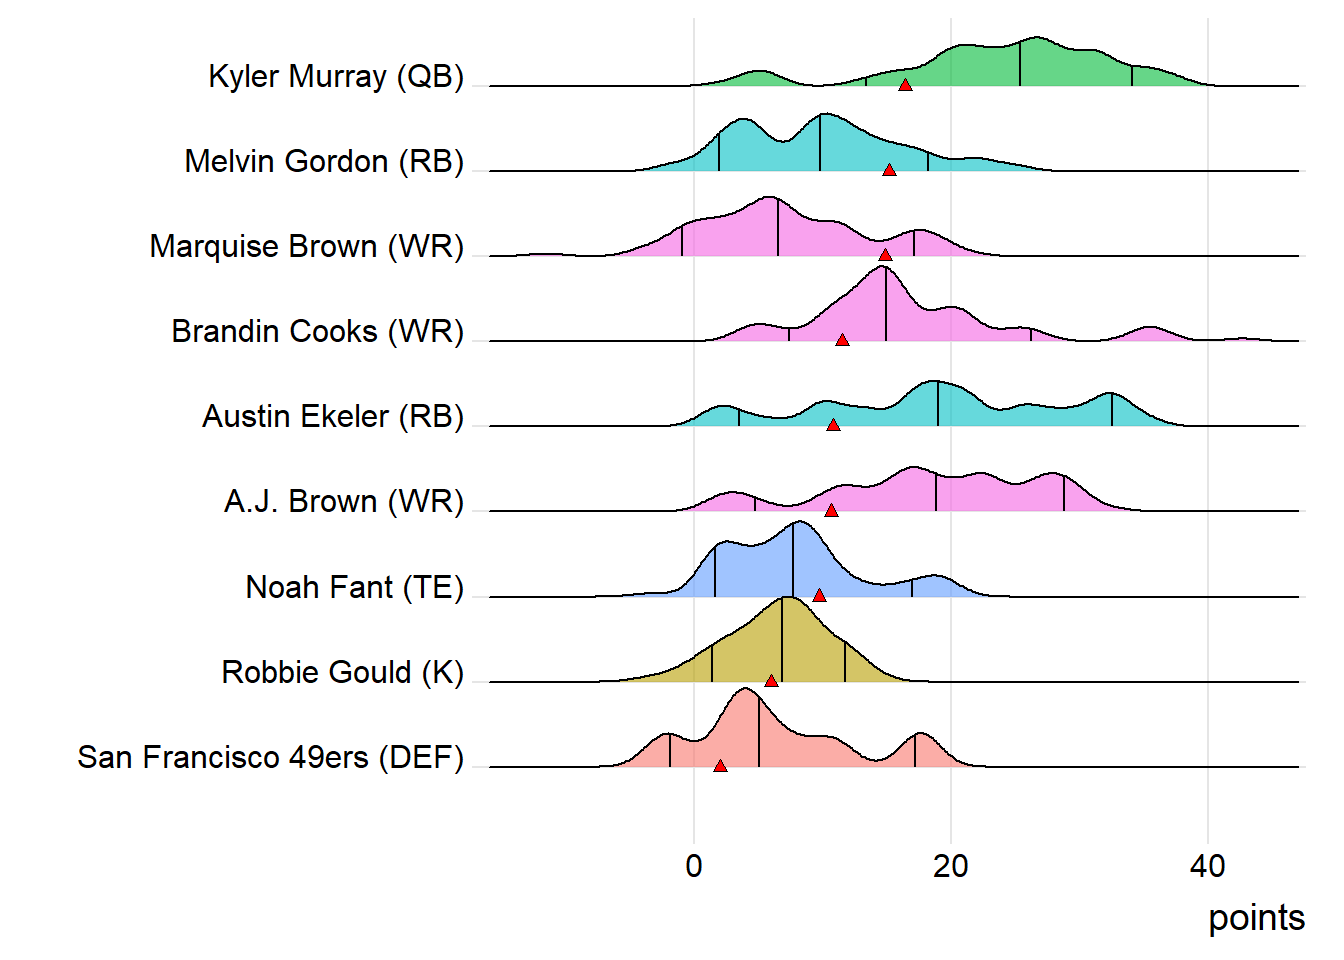 Kyler Murray (QB)
Melvin Gordon (RB)
Marquise Brown (WR)
Brandin Cooks (WR)
Austin Ekeler (RB)
A.J. Brown (WR)
Noah Fant (TE)
Robbie Gould (K)
San Francisco 49ers (DEF)
0 20 40
points